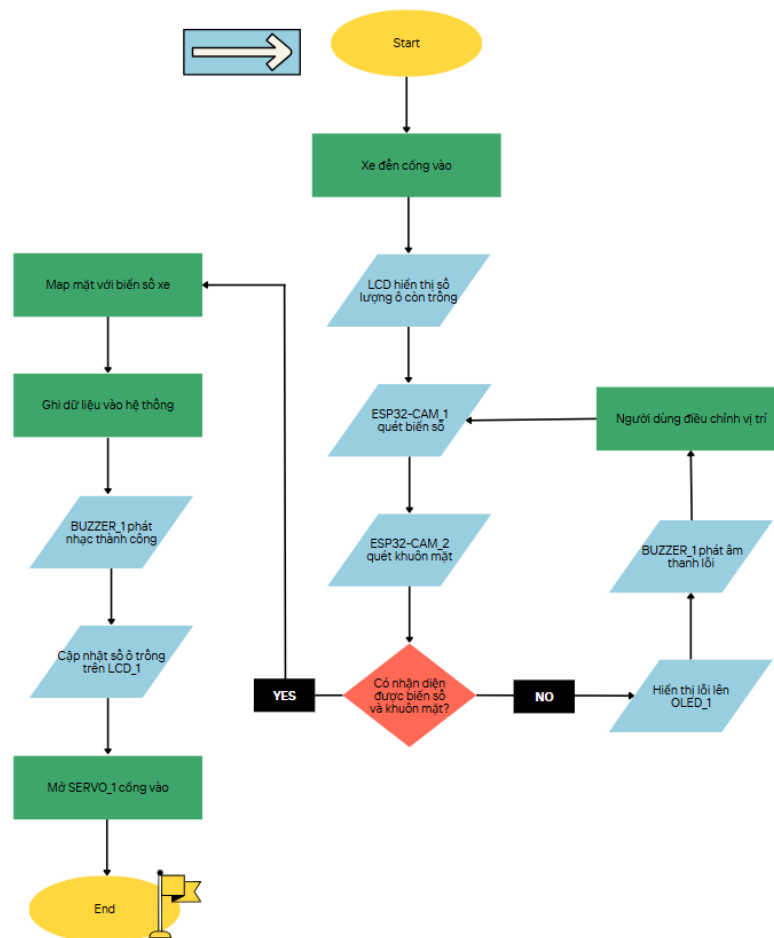 Start
Xe đến cổng vào
LCD hiển thị số
lượng ô còn trống
ESP32-CAM_1
quét biển số
ESP32-CAM_2
quét khuôn mặt
Có nhận diện
được biển số
và khuôn mặt?
YES
NO
Map mặt với biển số xe
Ghi dữ liệu vào hệ thống
BUZZER_1 phát
nhạc thành công
Cập nhật số ô trống
trên LCD_1
Mở SERVO_1 cổng vào
End
Hiển thị lỗi lên
OLED_1
BUZZER_1 phát âm
thanh lỗi
Người dùng điều chỉnh vị trí